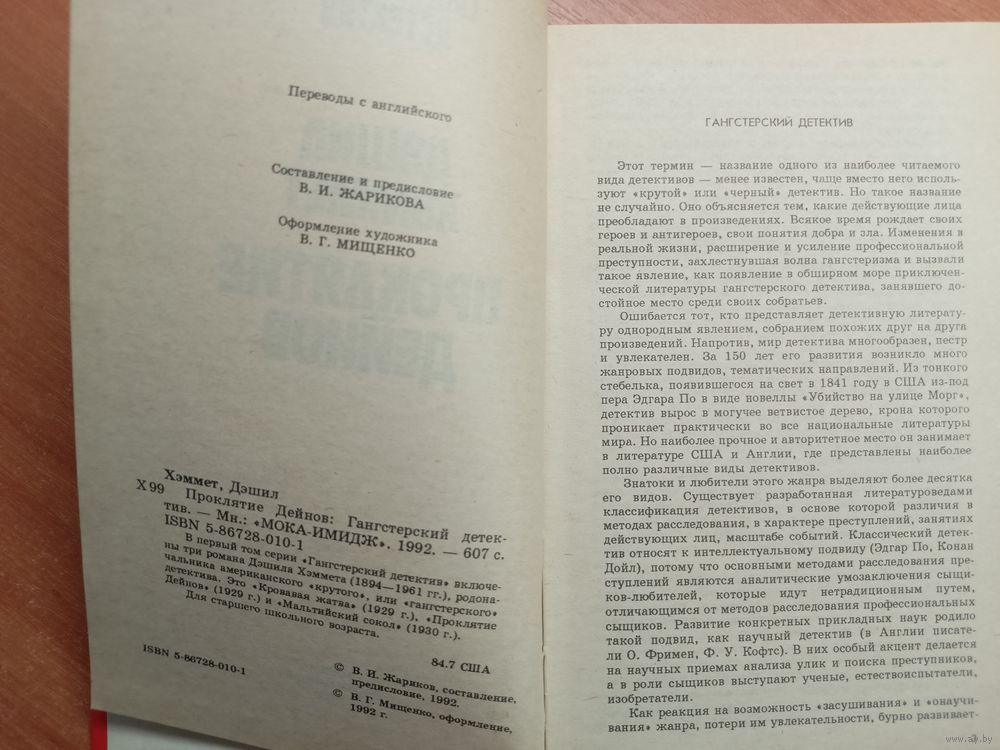 Переводы с английского
Составление и предисловие
В. И. ЖАРИКОВА
Оформление художника
В. Г. МИЩЕНКО
Хэммет, Дэшил
Х 99 Проклятие Дейнов: Гангстерский детек-
тив. — Мн.: «МОКА-ИМИДЖ». 1992. — 607 с.
ISBN 5-86728-010-1
В первый том серии «Гангстерский детектив» включе-
ны три романа Дэшила Хэммета (1894—1961 гг.), родона-
чальника американского «крутого», или «гангстерского»
детектива. Это «Кровавая жатва» (1929 г.), «Проклятие
Дейнов» (1929 г.) и «Мальтийский сокол» (1930 г.).
Для старшего школьного возраста.
84.7 США
ISBN 5-86728-010-1
© В. И. Жариков, составление,
предисловие, 1992.
© В. Г. Мищенко, оформление,
1992 г.
ГАНГСТЕРСКИЙ ДЕТЕКТИВ
Этот термин — название одного из наиболее читаемого
вида детективов — менее известен, чаще вместо него исполь-
зуют «крутой» или «черный» детектив. Но такое название
не случайно. Оно объясняется тем, какие действующие лица
преобладают в произведениях. Всякое время рождает своих
героев и антигероев, свои понятия добра и зла. Изменения в
реальной жизни, расширение и усиление профессиональной
преступности, захлестнувшая волна гангстеризма и вызвали
такое явление, как появление в обширном море приключен-
ческой литературы гангстерского детектива, занявшего до-
стойное место среди своих собратьев.
Ошибается тот, кто представляет детективную литерату-
ру однородным явлением, собранием похожих друг на друга
произведений. Напротив, мир детектива многообразен, пестр
и увлекателен. За 150 лет его развития возникло много
жанровых подвидов, тематических направлений. Из тонкого
стебелька, появившегося на свет в 1841 году в США из-под
пера Эдгара По в виде новеллы «Убийство на улице Морг»,
детектив вырос в могучее ветвистое дерево, крона которого
проникает практически во все национальные литературы
мира. Но наиболее прочное и авторитетное место он занимает
в литературе США и Англии, где представлены наиболее
полно различные виды детективов.
Знатоки и любители этого жанра выделяют более десятка
его видов. Существует разработанная литературоведами
классификация детективов, в основе которой различия в
методах расследования, в характере преступлений, занятиях
действующих лиц, масштабе событий. Классический детек-
тив относят к интеллектуальному подвиду (Эдгар По, Конан
Дойл), потому что основными методами расследования пре-
ступлений являются аналитические умозаключения сыщи-
ков-любителей, которые идут нетрадиционным путем,
отличающимся от методов расследования профессиональных
сыщиков. Развитие конкретных прикладных наук родило
такой подвид, как научный детектив (в Англии писате-
ли О. Фримен, Ф. У. Кофтс). В них особый акцент делается
на научных приемах анализа улик и поиска преступников,
а в роли сыщиков выступают ученые, естествоиспытатели,
изобретатели.
Как реакция на возможность «засушивания» и «онаучи-
вания» жанра, потери им увлекательности, бурно развивает-
www.ay.by